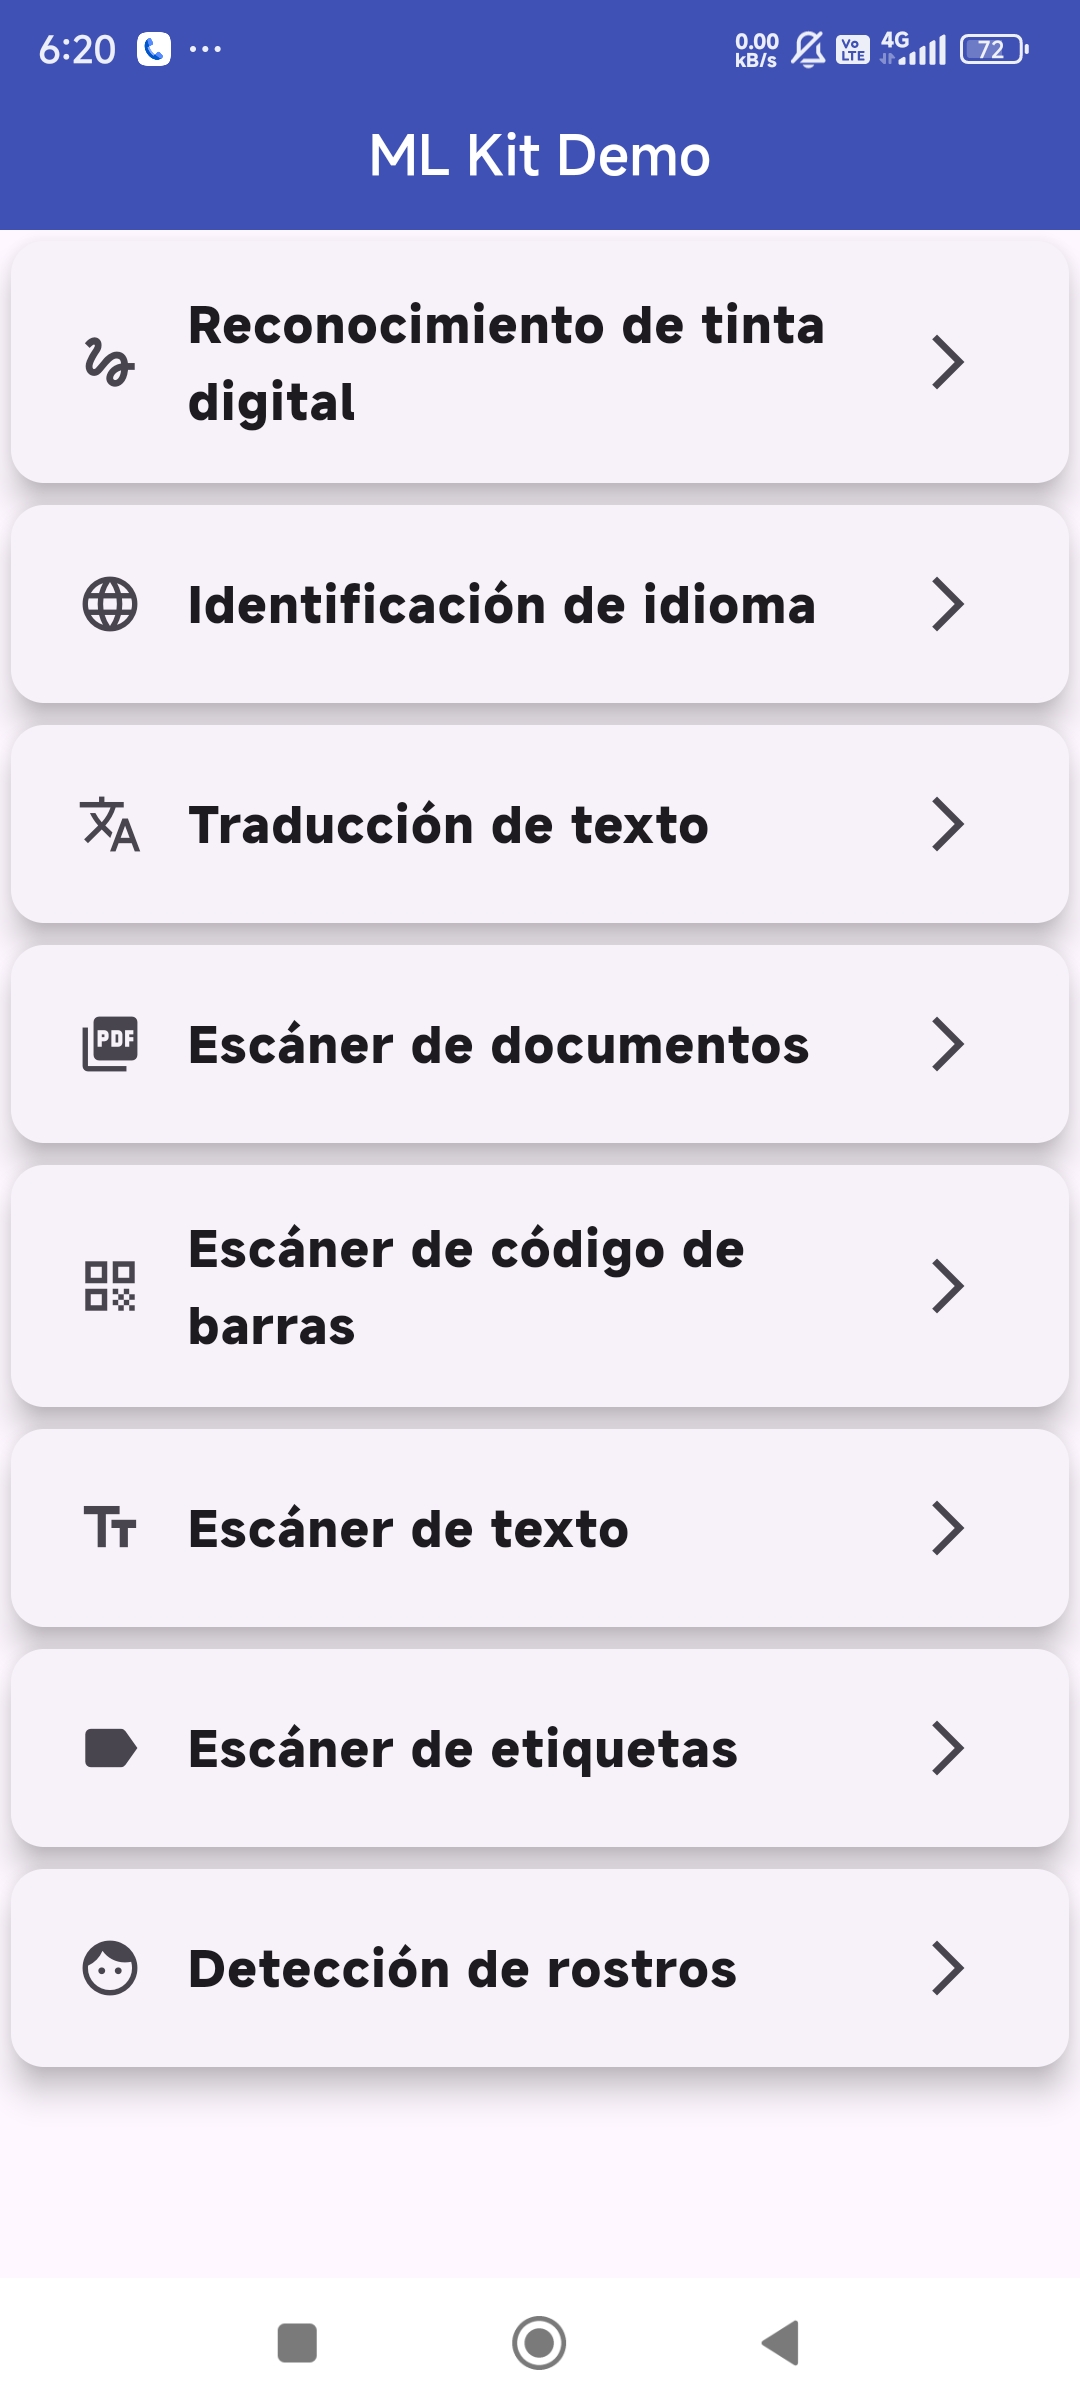 6:20
0.00
kB/s
Vo
LTE
4G
72
ML Kit Demo
Reconocimiento de tinta
digital
Identificación de idioma
Traducción de texto
PDF
Escáner de documentos
Escáner de código de
barras
Escáner de texto
Escáner de etiquetas
Detección de rostros